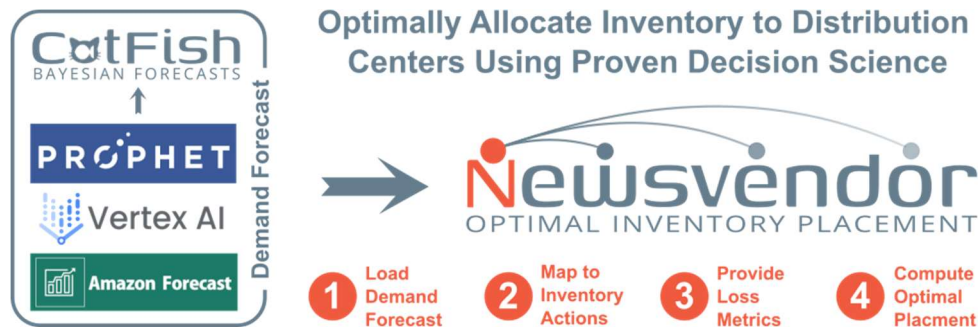 CatFish
BAYESIAN FORECASTS
PROPHET
Vertex AI
Amazon Forecast
Demand Forecast
Optimally Allocate Inventory to Distribution
Centers Using Proven Decision Science
Newsvendor
OPTIMAL INVENTORY PLACEMENT
1
Load
Demand
Forecast
2
Map to
Inventory
Actions
3
Provide
Loss
Metrics
4
Compute
Optimal
Placment